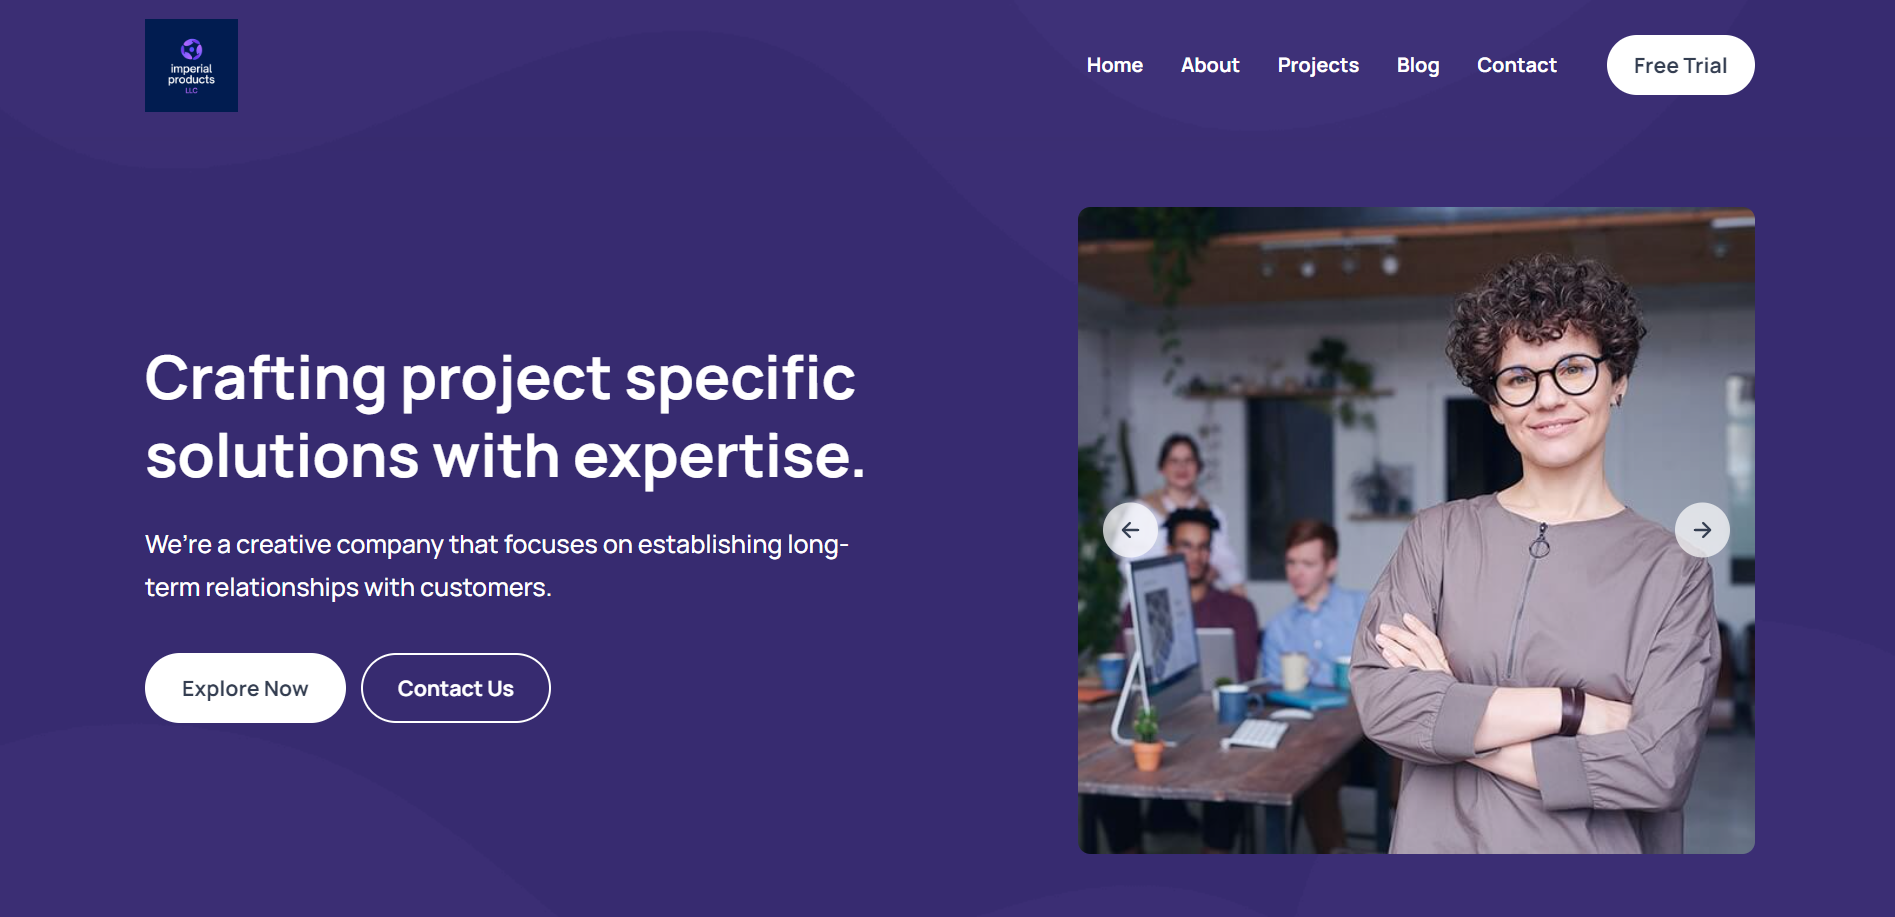 imperial
products
LLC
Home About Projects Blog Contact Free Trial
Crafting project specific
solutions with expertise.
We’re a creative company that focuses on establishing long-
term relationships with customers.
Explore Now Contact Us